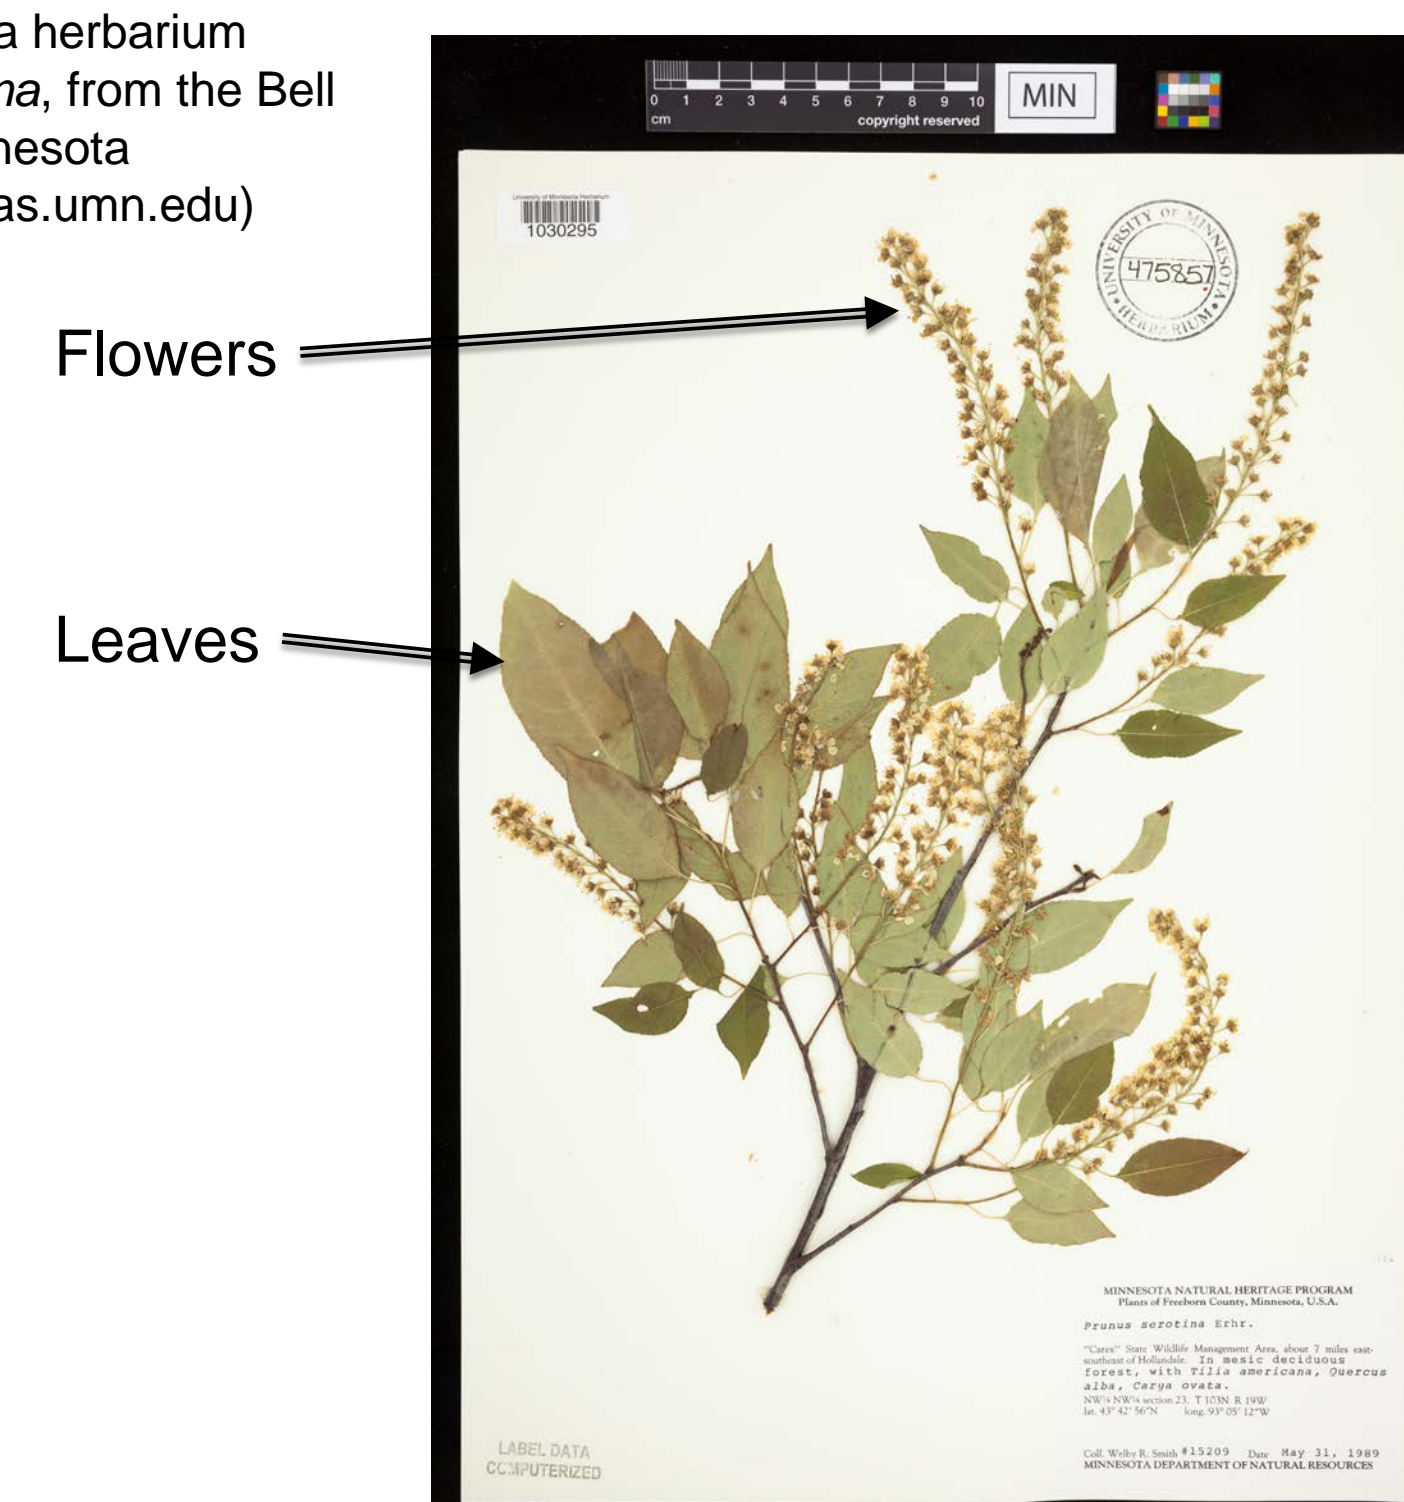 a herbarium
ma, from the Bell
nesota
as.umn.edu)
Flowers
Leaves
0 1 2 3 4 5 6 7 8 9 10
cm
copyright reserved
MIN
University of Minnesota Herbarium
1030295
UNIVERSITY OF MINNESOTA
475857
HERBARIUM
MINNESOTA NATURAL HERITAGE PROGRAM
Plants of Freeborn County, Minnesota, U.S.A.
Prunus serotina Erhr.
"Carex" State Wildlife Management Area, about 7 miles east-
southeast of Hollandale. In mesic deciduous
forest, with Tilia americana, Quercus
alba, Carya ovata.
NW¼ NW¼ section 23, T 103N R 19W
lat. 43° 42' 56"N long. 93° 05' 12"W
Coll. Welby R. Smith #15209 Date May 31, 1989
MINNESOTA DEPARTMENT OF NATURAL RESOURCES
LABEL DATA
COMPUTERIZED